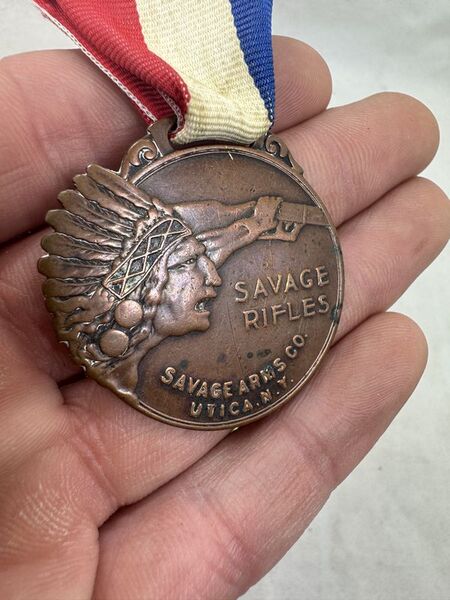 SAVAGE
RIFLES
SAVAGE ARMS CO.
UTICA, N.Y.